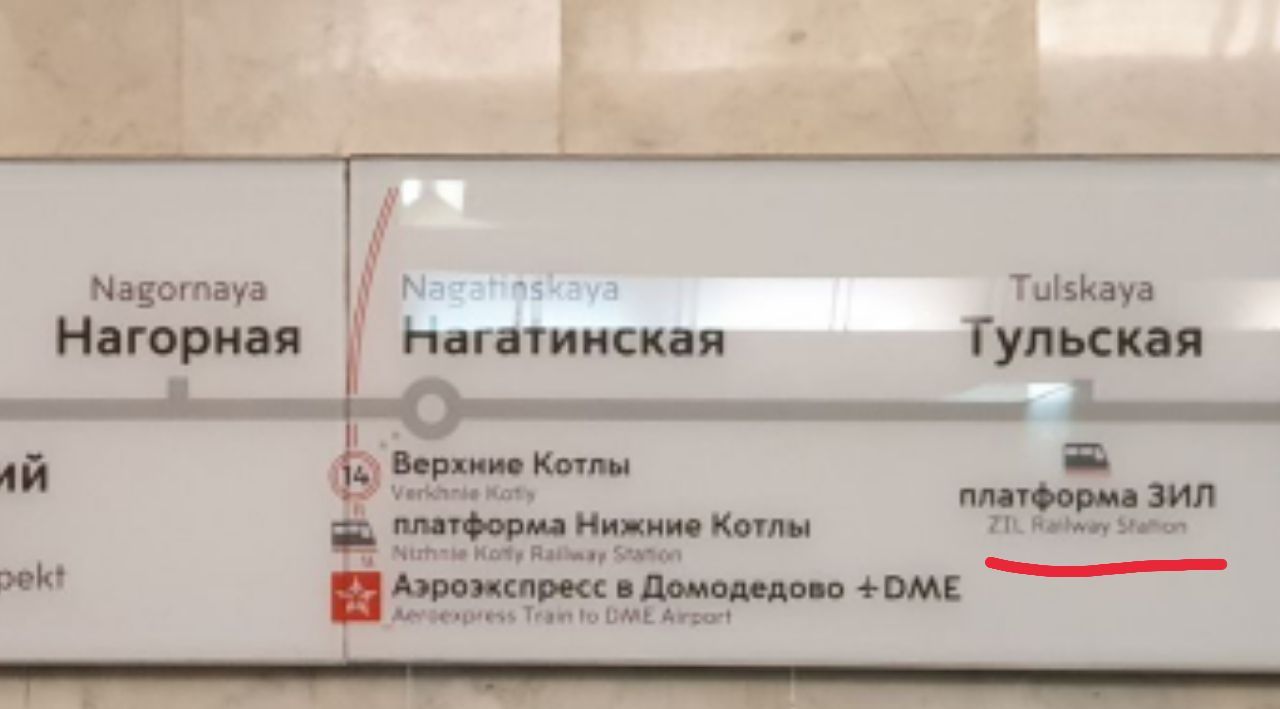 Nagornaya
Нагорная
Nagatinskaya
Нагатинская
Tulskaya
Тульская
ий
pekt
14
Верхние Котлы
Verkhnie Kotly
платформа Нижние Котлы
Nizhnie Kotly Railway Station
Аэроэкспресс в Домодедово +DME
Aeroexpress Train to DME Airport
платформа ЗИЛ
ZIL Railway Station